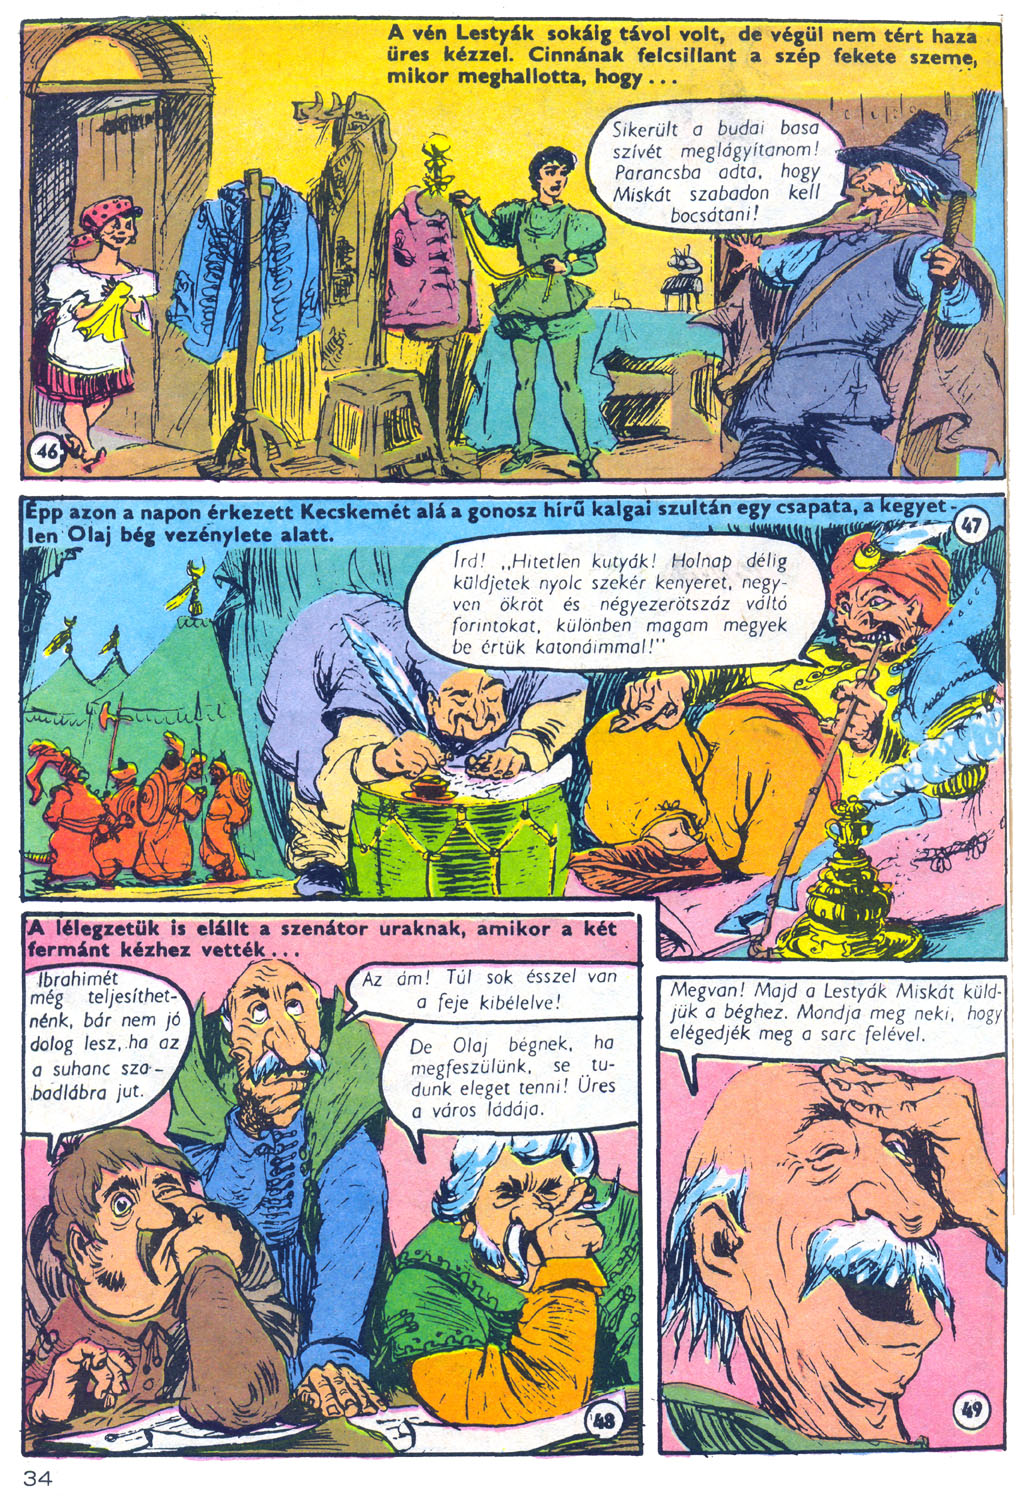 A vén Lestyák sokáig távol volt, de végül nem tért haza
üres kézzel. Cinnának felcsillant a szép fekete szeme,
mikor meghallotta, hogy...
Sikerült a budai basa
szívét meglágyítanom!
Parancsba adta, hogy
Miskát szabadon kell
bocsátani!
46
Épp azon a napon érkezett Kecskemét alá a gonosz hírű kalgai szultán egy csapata, a kegyet-
len Olaj bég vezénylete alatt.
47
Írd! ,,Hitetlen kutyák! Holnap délig
küldjetek nyolc szekér kenyeret, negy-
ven ökröt és négyezerötszáz váltó
forintokat, különben magam megyek
be értük katonáimmal!"
A lélegzetük is elállt a szenátor uraknak, amikor a két
fermánt kézhez vették...
Ibrahimét
még teljesíthet-
nénk, bár nem jó
dolog lesz, ha az
a suhanc sza-
badlábra jut.
Az ám! Túl sok ésszel van
a feje kibélelve!
De Olaj bégnek, ha
megfeszülünk, se tu-
dunk eleget tenni! Üres
a város ládája.
48
Megvan! Majd a Lestyák Miskát küld-
jük a béghez. Mondja meg neki, hogy
elégedjék meg a sarc felével.
49
34